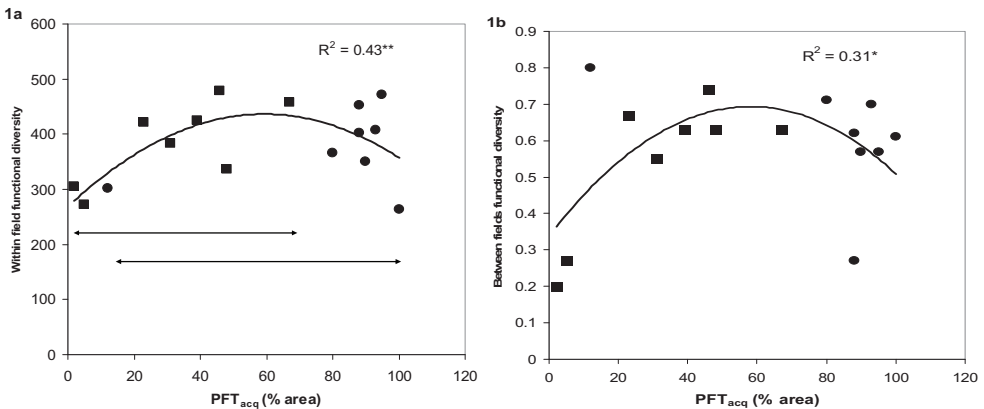 1a
600
500
400
300
200
100
0
0 20 40 60 80 100 120
Within field functional diversity
PFTacq (% area)
R² = 0.43**
1b
0.9
0.8
0.7
0.6
0.5
0.4
0.3
0.2
0.1
0
0 20 40 60 80 100 120
Between fields functional diversity
PFTacq (% area)
R² = 0.31*